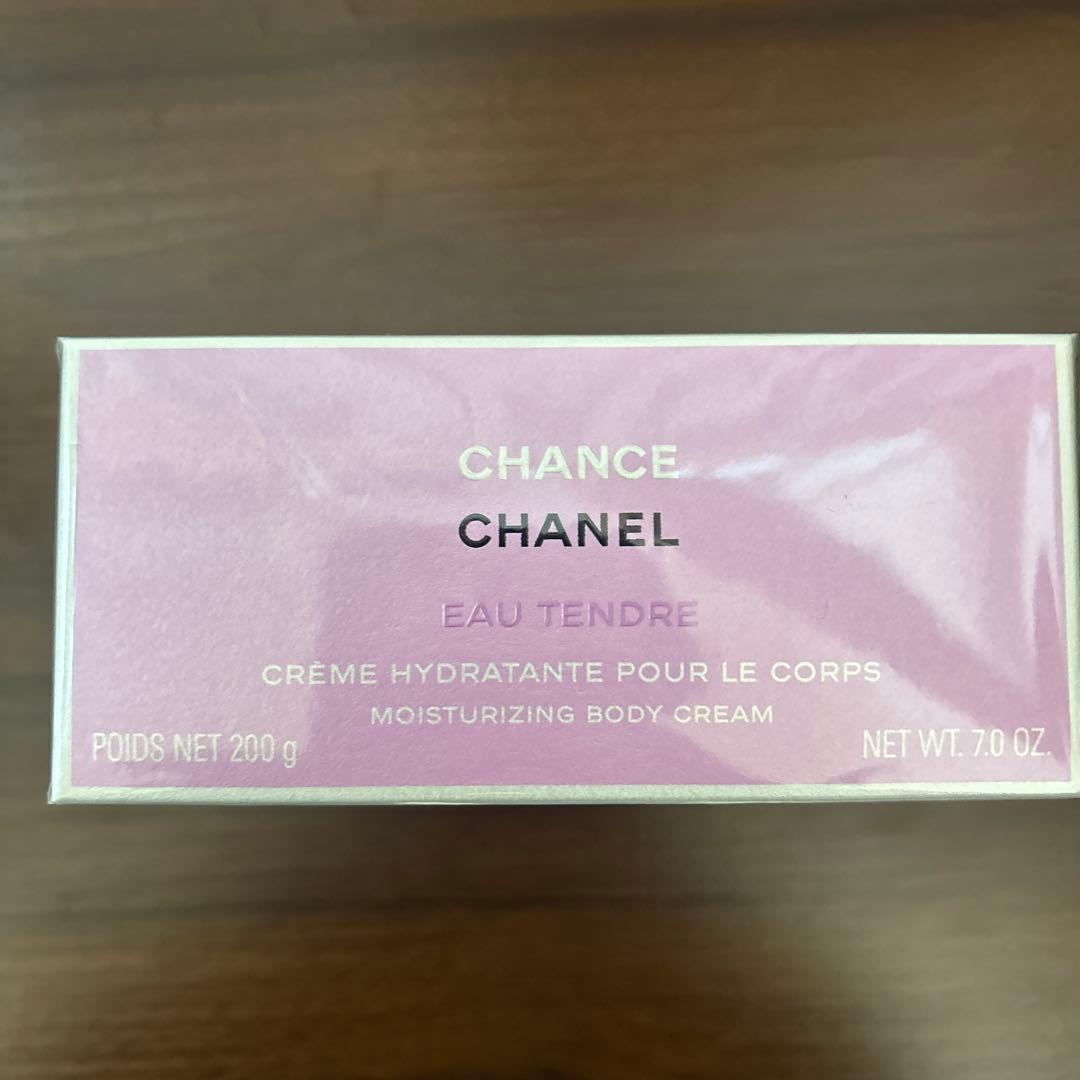 CHANCE
CHANEL
EAU TENDRE
CRÈME HYDRATANTE POUR LE CORPS
MOISTURIZING BODY CREAM
POIDS NET 200 g NET WT. 7.0 OZ.